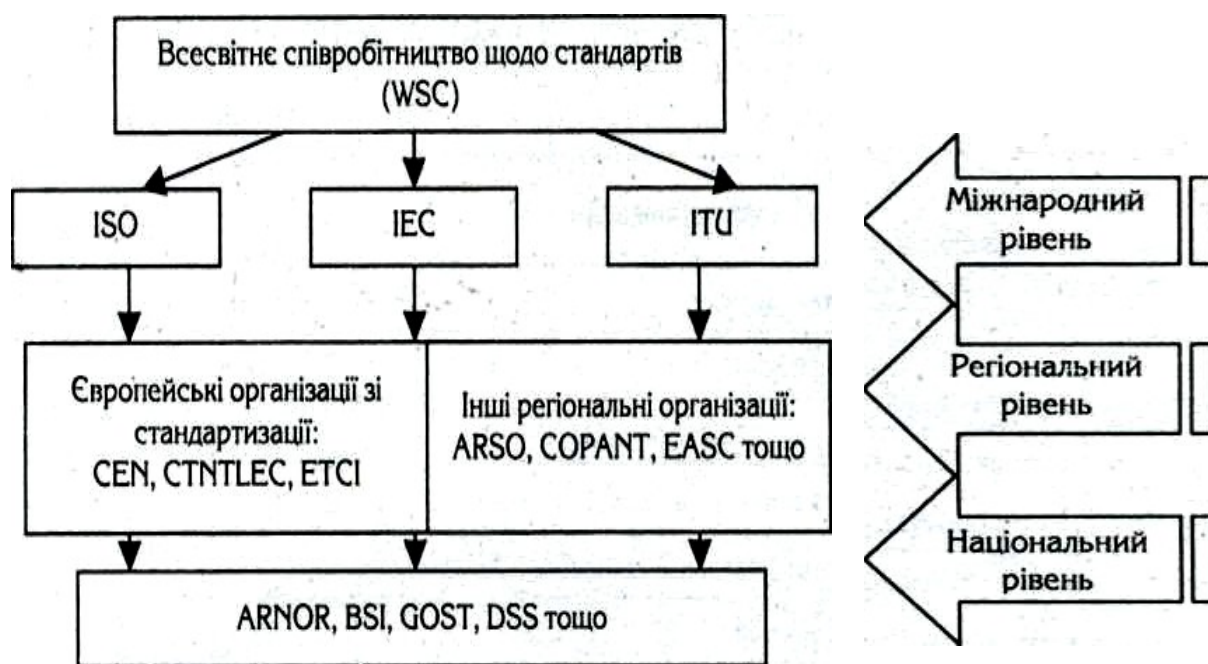 Всесвітнє співробітництво щодо стандартів
(WSC)
ISO
IEC
ITU
Міжнародний
рівень
Європейські організації зі
стандартизації:
CEN, CTNTLEC, ETCI
Інші регіональні організації:
ARSO, COPANT, EASC тощо
Регіональний
рівень
ARNOR, BSI, GOST, DSS тощо
Національний
рівень